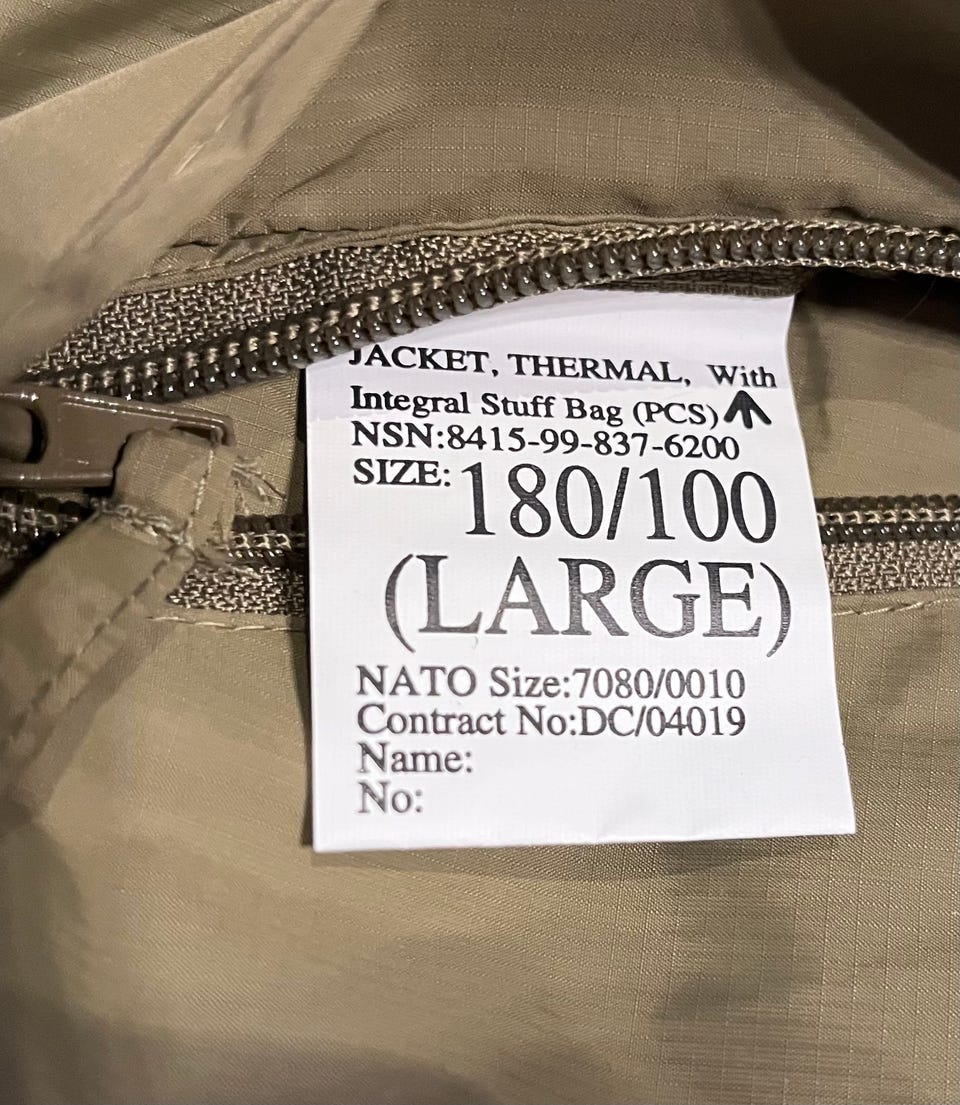 JACKET, THERMAL, With
Integral Stuff Bag (PCS)
NSN:8415-99-837-6200
SIZE: 180/100
(LARGE)
NATO Size:7080/0010
Contract No:DC/04019
Name:
No: